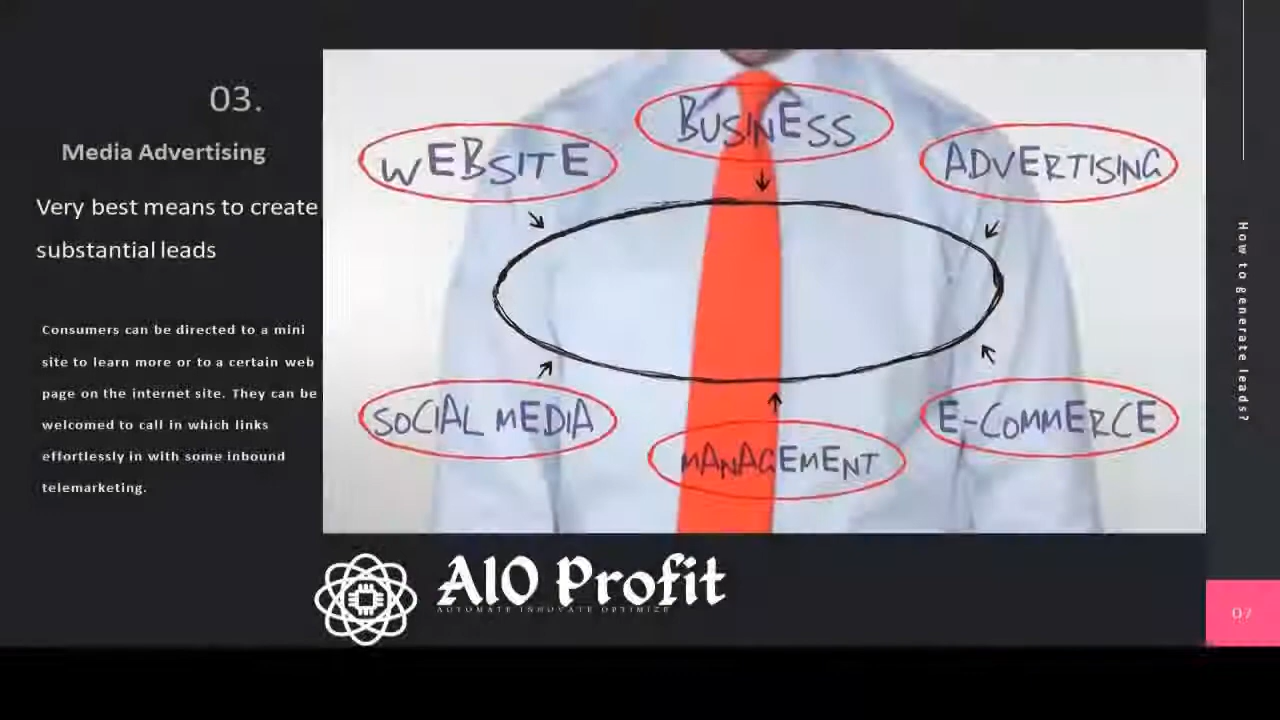 03.
Media Advertising
Very best means to create
substantial leads
Consumers can be directed to a mini
site to learn more or to a certain web
page on the internet site. They can be
welcomed to call in which links
effortlessly in with some inbound
telemarketing.
BUSINESS
WEBSITE
ADVERTISING
SOCIAL MEDIA
MANAGEMENT
E-COMMERCE
How to generate leads?
AIO Profit
AUTOMATE INNOVATE OPTIMIZE
07